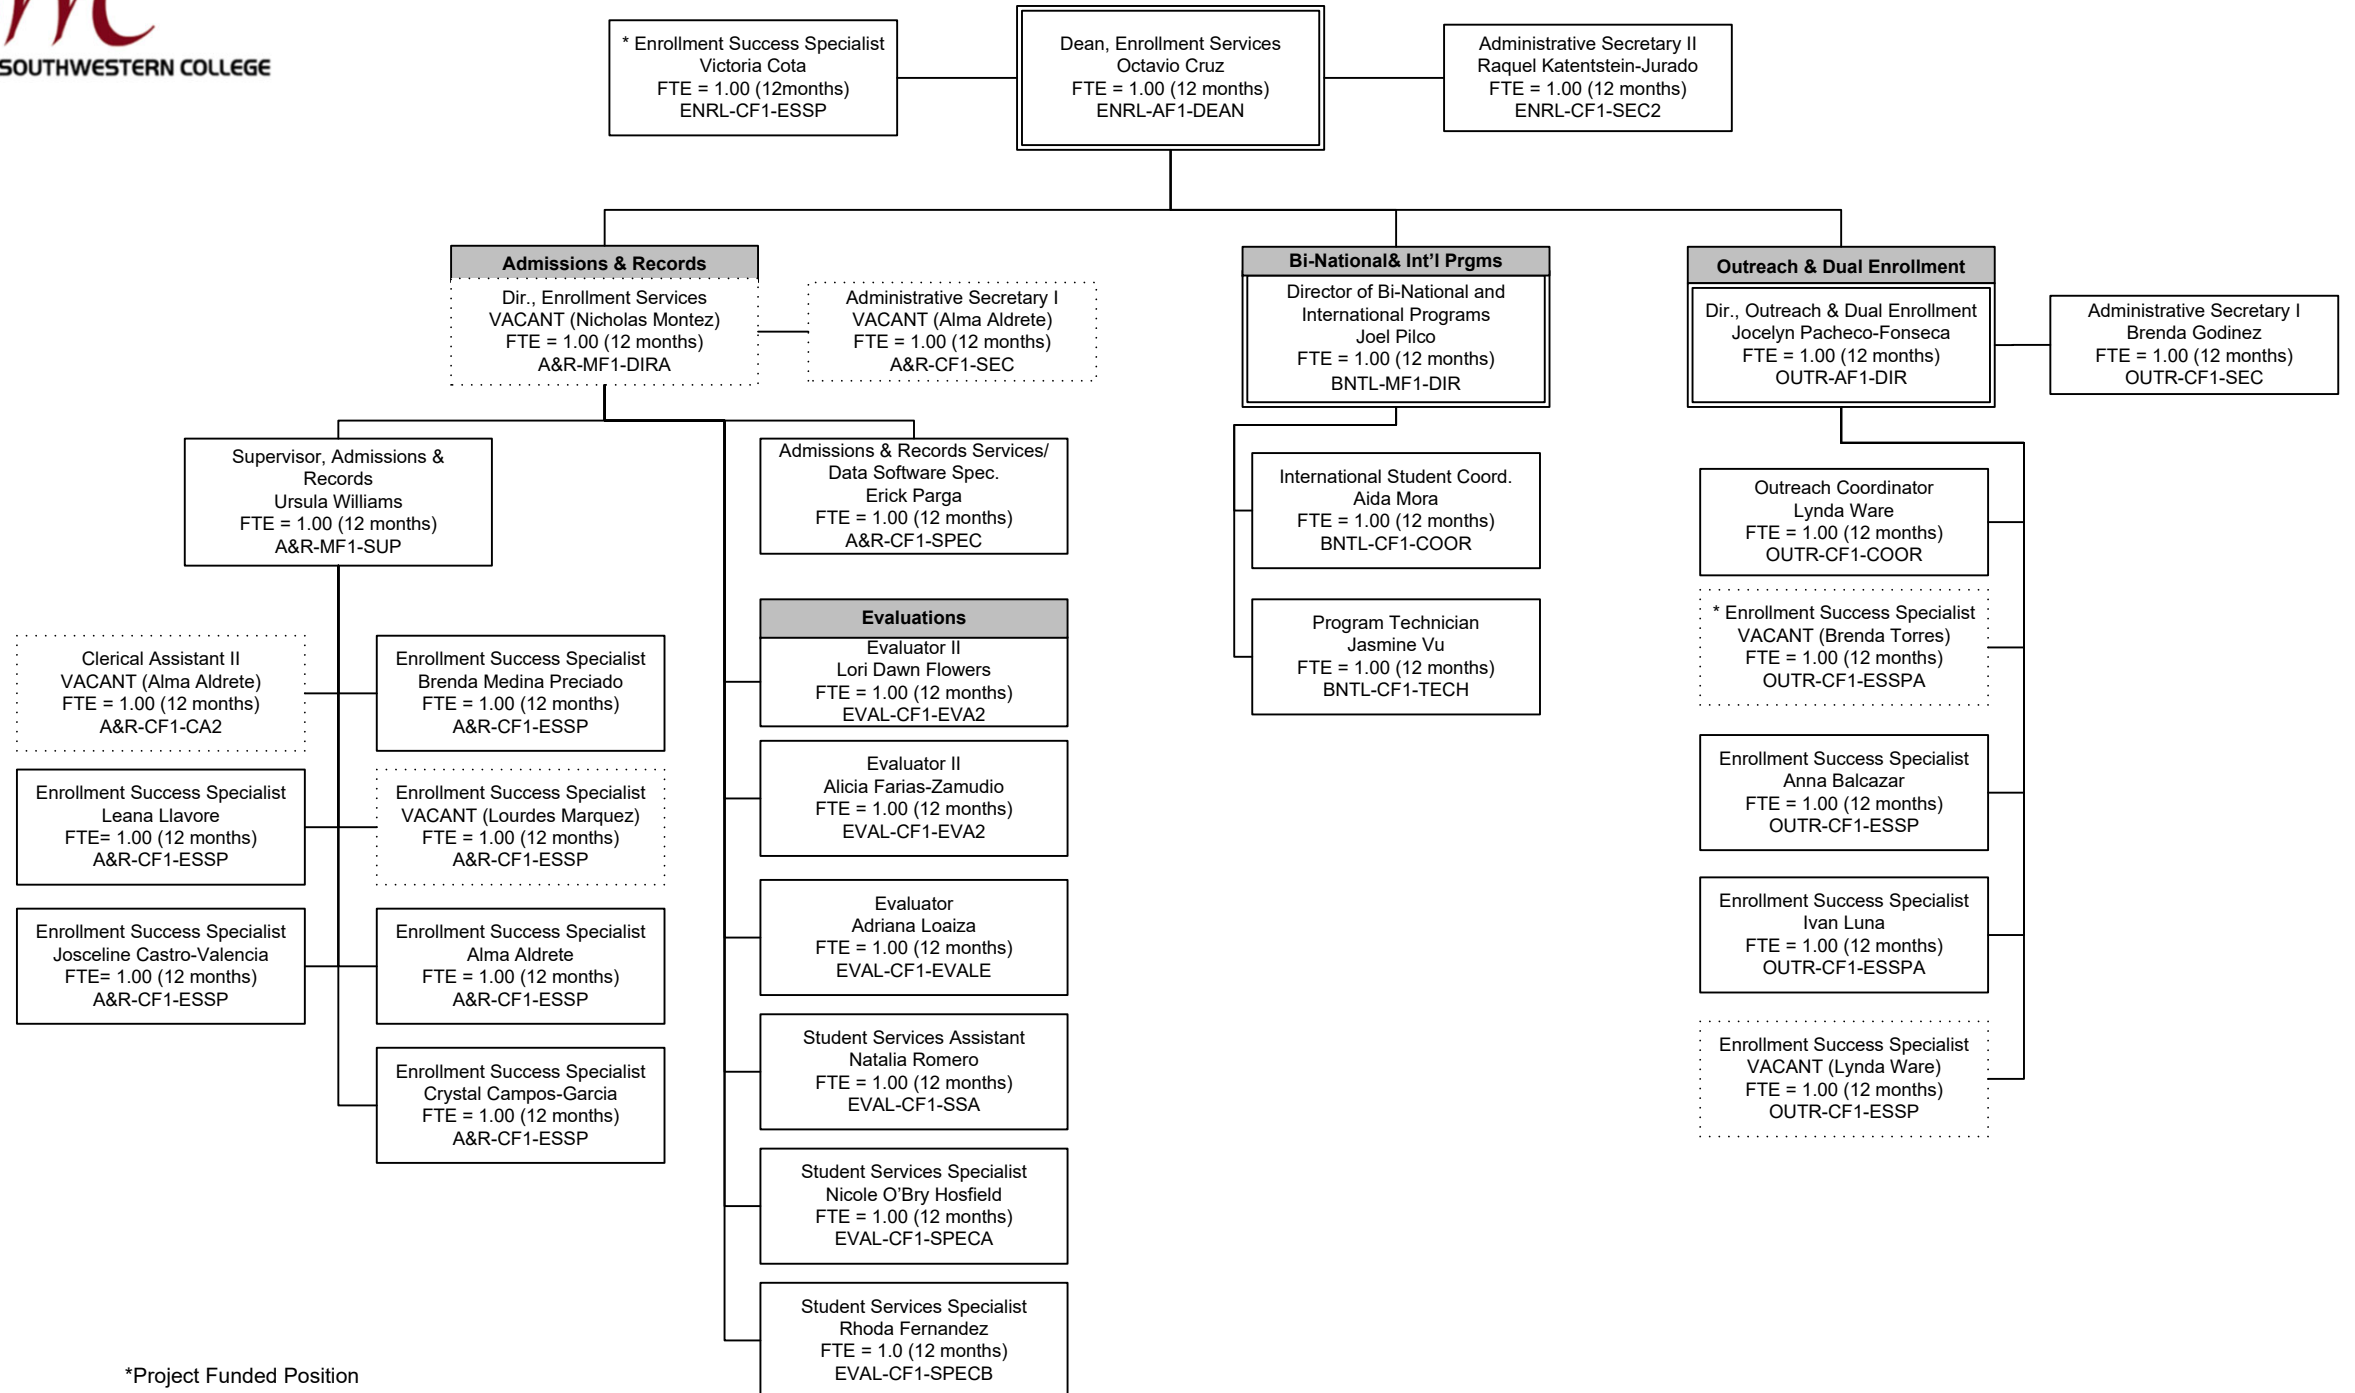 SOUTHWESTERN COLLEGE
* Enrollment Success Specialist
Victoria Cota
FTE = 1.00 (12months)
ENRL-CF1-ESSP
Dean, Enrollment Services
Octavio Cruz
FTE = 1.00 (12 months)
ENRL-AF1-DEAN
Administrative Secretary II
Raquel Katentstein-Jurado
FTE = 1.00 (12 months)
ENRL-CF1-SEC2
Admissions & Records
Dir., Enrollment Services
VACANT (Nicholas Montez)
FTE = 1.00 (12 months)
A&R-MF1-DIRA
Administrative Secretary I
VACANT (Alma Aldrete)
FTE = 1.00 (12 months)
A&R-CF1-SEC
Bi-National& Int’l Prgms
Director of Bi-National and
International Programs
Joel Pilco
FTE = 1.00 (12 months)
BNTL-MF1-DIR
Outreach & Dual Enrollment
Dir., Outreach & Dual Enrollment
Jocelyn Pacheco-Fonseca
FTE = 1.00 (12 months)
OUTR-AF1-DIR
Administrative Secretary I
Brenda Godinez
FTE = 1.00 (12 months)
OUTR-CF1-SEC
Supervisor, Admissions &
Records
Ursula Williams
FTE = 1.00 (12 months)
A&R-MF1-SUP
Admissions & Records Services/
Data Software Spec.
Erick Parga
FTE = 1.00 (12 months)
A&R-CF1-SPEC
Clerical Assistant II
VACANT (Alma Aldrete)
FTE = 1.00 (12 months)
A&R-CF1-CA2
Enrollment Success Specialist
Brenda Medina Preciado
FTE = 1.00 (12 months)
A&R-CF1-ESSP
Enrollment Success Specialist
Leana Llavore
FTE= 1.00 (12 months)
A&R-CF1-ESSP
Enrollment Success Specialist
VACANT (Lourdes Marquez)
FTE = 1.00 (12 months)
A&R-CF1-ESSP
Enrollment Success Specialist
Josceline Castro-Valencia
FTE= 1.00 (12 months)
A&R-CF1-ESSP
Enrollment Success Specialist
Alma Aldrete
FTE = 1.00 (12 months)
A&R-CF1-ESSP
Enrollment Success Specialist
Crystal Campos-Garcia
FTE = 1.00 (12 months)
A&R-CF1-ESSP
Evaluations
Evaluator II
Lori Dawn Flowers
FTE = 1.00 (12 months)
EVAL-CF1-EVA2
Evaluator II
Alicia Farias-Zamudio
FTE = 1.00 (12 months)
EVAL-CF1-EVA2
Evaluator
Adriana Loaiza
FTE = 1.00 (12 months)
EVAL-CF1-EVALE
Student Services Assistant
Natalia Romero
FTE = 1.00 (12 months)
EVAL-CF1-SSA
Student Services Specialist
Nicole O’Bry Hosfield
FTE = 1.00 (12 months)
EVAL-CF1-SPECA
Student Services Specialist
Rhoda Fernandez
FTE = 1.0 (12 months)
EVAL-CF1-SPECB
International Student Coord.
Aida Mora
FTE = 1.00 (12 months)
BNTL-CF1-COOR
Program Technician
Jasmine Vu
FTE = 1.00 (12 months)
BNTL-CF1-TECH
Outreach Coordinator
Lynda Ware
FTE = 1.00 (12 months)
OUTR-CF1-COOR
* Enrollment Success Specialist
VACANT (Brenda Torres)
FTE = 1.00 (12 months)
OUTR-CF1-ESSPA
Enrollment Success Specialist
Anna Balcazar
FTE = 1.00 (12 months)
OUTR-CF1-ESSP
Enrollment Success Specialist
Ivan Luna
FTE = 1.00 (12 months)
OUTR-CF1-ESSPA
Enrollment Success Specialist
VACANT (Lynda Ware)
FTE = 1.00 (12 months)
OUTR-CF1-ESSP
*Project Funded Position